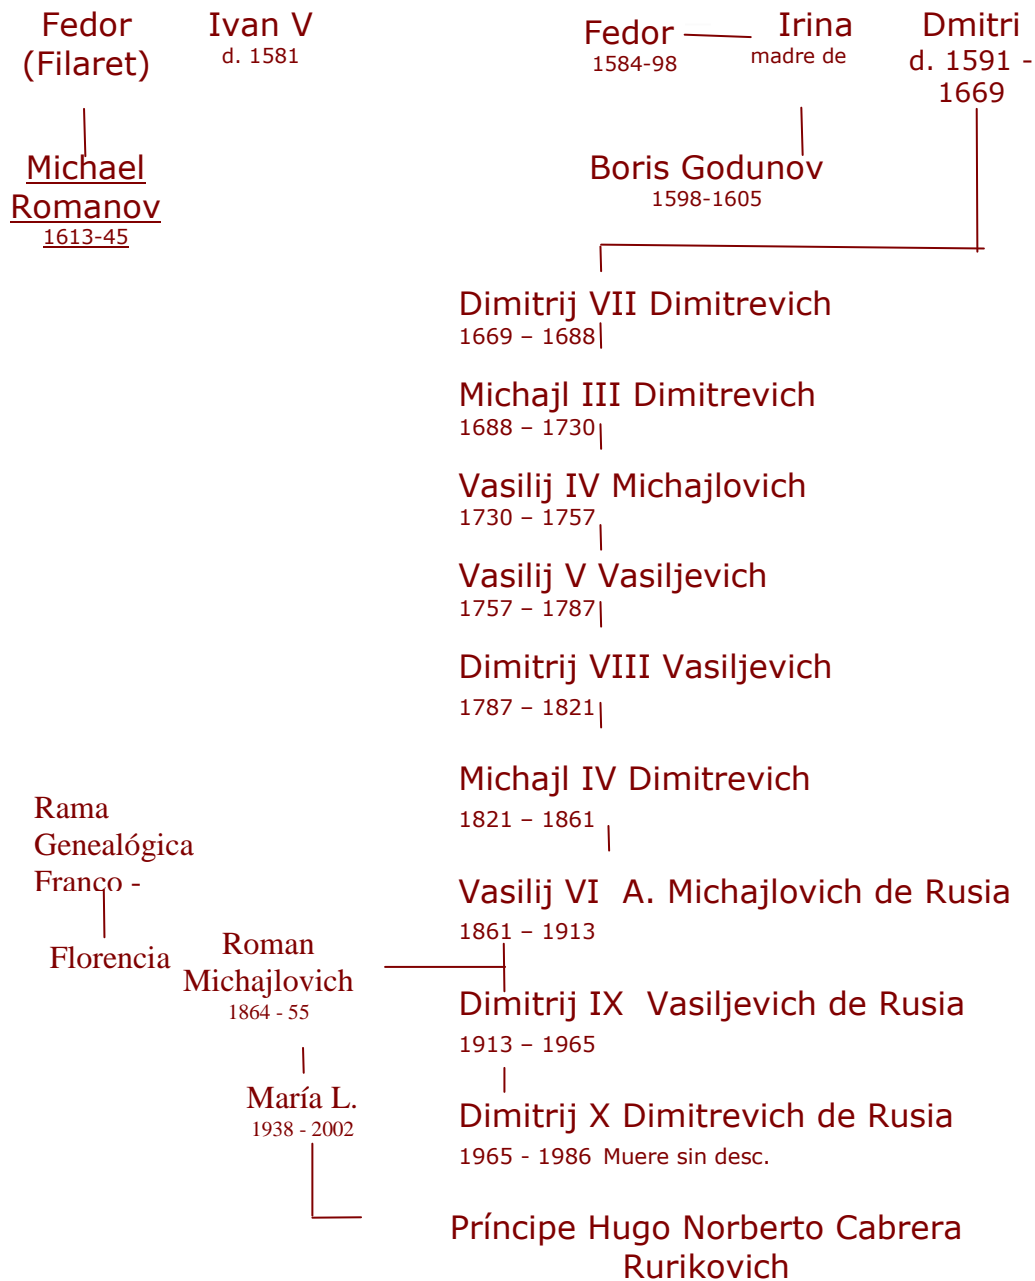 Fedor
(Filaret)
Ivan V
d. 1581
Fedor
1584-98
Irina
madre de
Dmitri
d. 1591 -
1669
Michael
Romanov
1613-45
Boris Godunov
1598-1605
Dimitrij VII Dimitrevich
1669 – 1688
Michajl III Dimitrevich
1688 – 1730
Vasilij IV Michajlovich
1730 – 1757
Vasilij V Vasiljevich
1757 – 1787
Dimitrij VIII Vasiljevich
1787 – 1821
Michajl IV Dimitrevich
1821 – 1861
Rama
Genealógica
Franco -
Florencia
Vasilij VI A. Michajlovich de Rusia
1861 – 1913
Roman
Michajlovich
1864 - 55
Dimitrij IX Vasiljevich de Rusia
1913 – 1965
María L.
1938 - 2002
Dimitrij X Dimitrevich de Rusia
1965 - 1986 Muere sin desc.
Príncipe Hugo Norberto Cabrera
Rurikovich